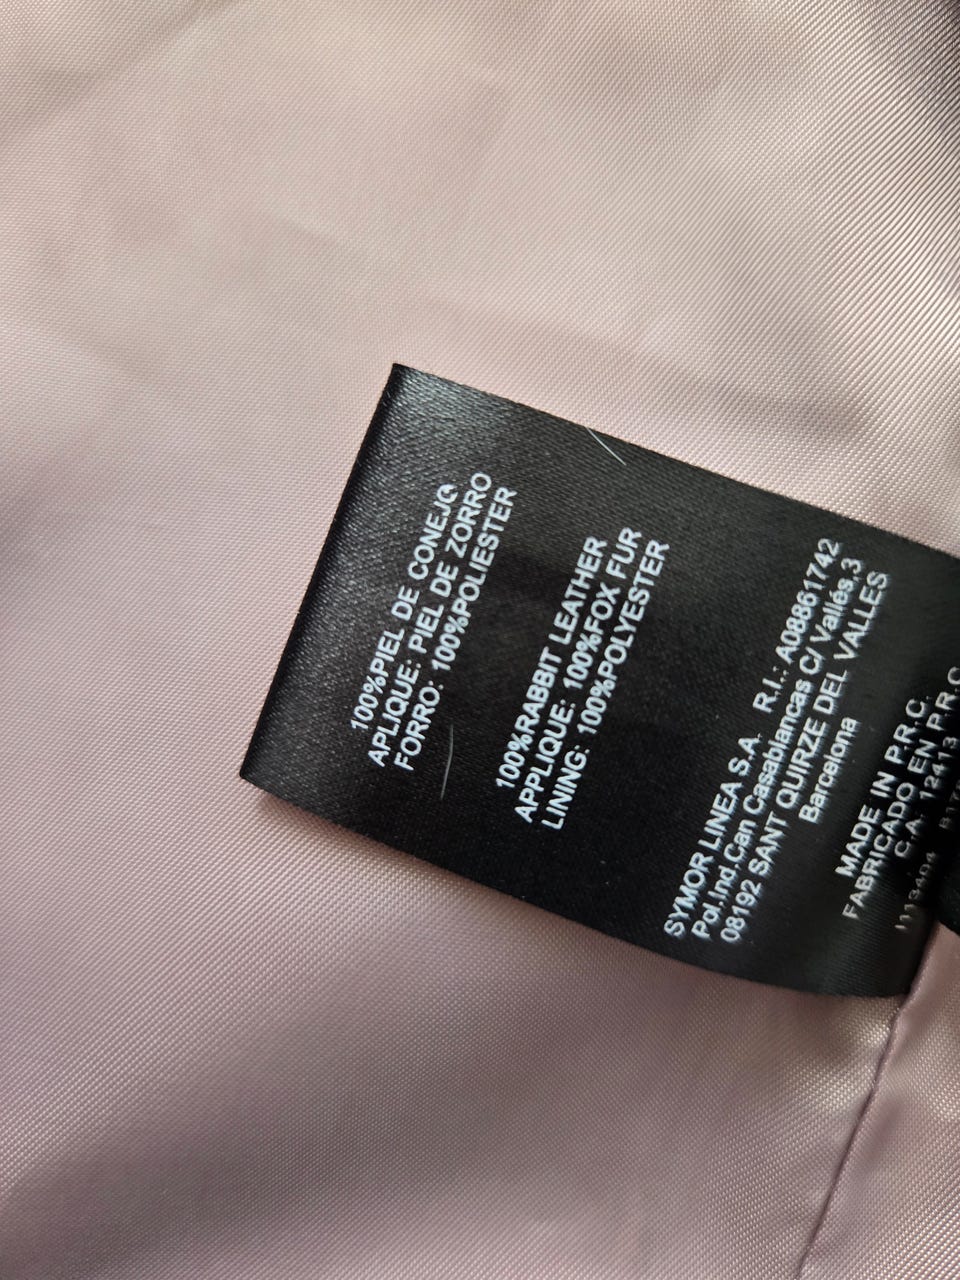 100%PIEL DE CONEJO
APLIQUE: PIEL DE ZORRO
FORRO: 100%POLIESTER
100%RABBIT LEATHER
APPLIQUE: 100%FOX FUR
LINING: 100%POLYESTER
SYMOR LINEA S.A. R.I.: A08861742
Pol.Ind.Can Casablancas C/ Vallés,3
08192 SANT QUIRZE DEL VALLES
Barcelona
MADE IN P.R.C.
FABRICADO EN P.R.C.
C.A. 12413